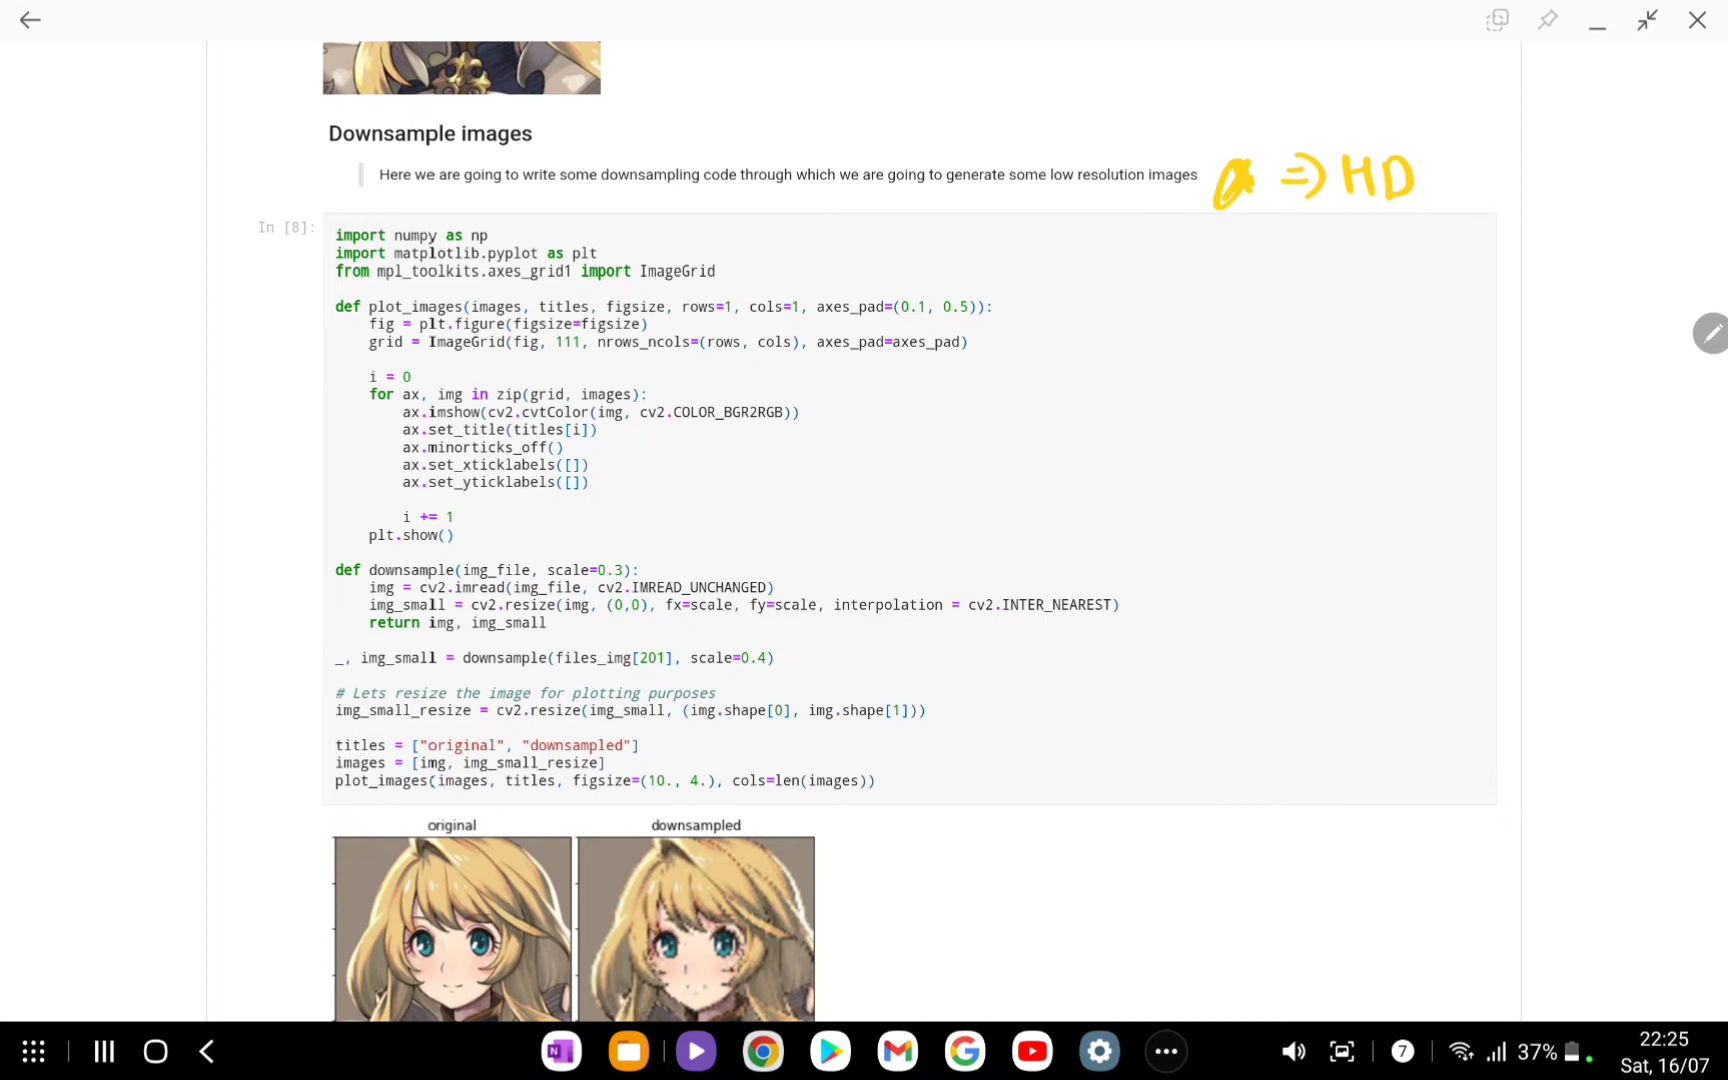 Downsample images
Here we are going to write some downsampling code through which we are going to generate some low resolution images
⇒ HD
In [8]:
import numpy as np
import matplotlib.pyplot as plt
from mpl_toolkits.axes_grid1 import ImageGrid
def plot_images(images, titles, figsize, rows=1, cols=1, axes_pad=(0.1, 0.5)):
    fig = plt.figure(figsize=figsize)
    grid = ImageGrid(fig, 111, nrows_ncols=(rows, cols), axes_pad=axes_pad)
    i = 0
    for ax, img in zip(grid, images):
        ax.imshow(cv2.cvtColor(img, cv2.COLOR_BGR2RGB))
        ax.set_title(titles[i])
        ax.minorticks_off()
        ax.set_xticklabels([])
        ax.set_yticklabels([])
        i += 1
    plt.show()
def downsample(img_file, scale=0.3):
    img = cv2.imread(img_file, cv2.IMREAD_UNCHANGED)
    img_small = cv2.resize(img, (0,0), fx=scale, fy=scale, interpolation = cv2.INTER_NEAREST)
    return img, img_small
_, img_small = downsample(files_img[201], scale=0.4)
# Lets resize the image for plotting purposes
img_small_resize = cv2.resize(img_small, (img.shape[0], img.shape[1]))
titles = ["original", "downsampled"]
images = [img, img_small_resize]
plot_images(images, titles, figsize=(10., 4.), cols=len(images))
original downsampled
7
37%
22:25
Sat, 16/07